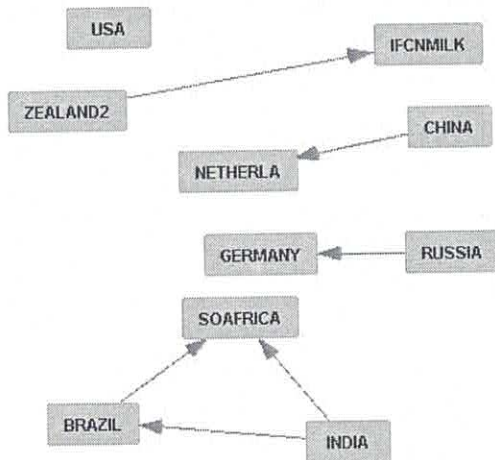 USA
IFCNMILK
ZEALAND2
CHINA
NETHERLA
GERMANY
RUSSIA
SOAFRICA
BRAZIL
INDIA